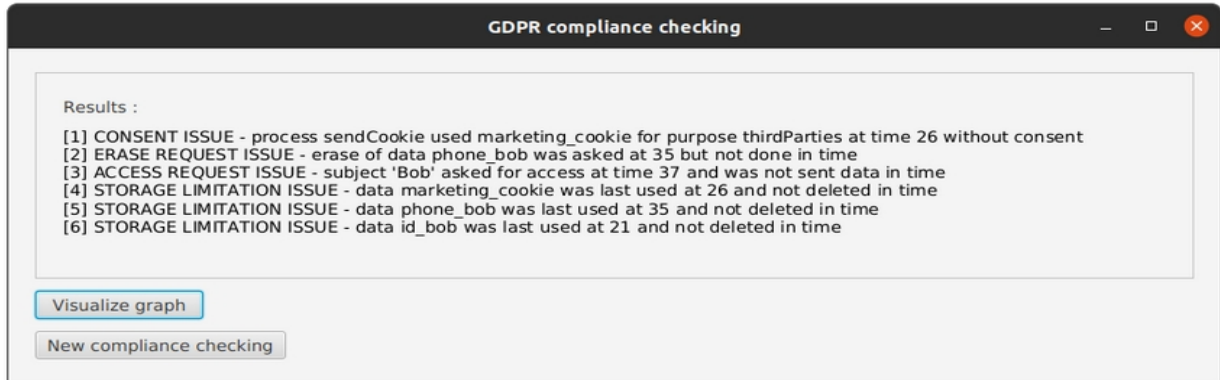 GDPR compliance checking
Results :
[1] CONSENT ISSUE - process sendCookie used marketing_cookie for purpose thirdParties at time 26 without consent
[2] ERASE REQUEST ISSUE - erase of data phone_bob was asked at 35 but not done in time
[3] ACCESS REQUEST ISSUE - subject 'Bob' asked for access at time 37 and was not sent data in time
[4] STORAGE LIMITATION ISSUE - data marketing_cookie was last used at 26 and not deleted in time
[5] STORAGE LIMITATION ISSUE - data phone_bob was last used at 35 and not deleted in time
[6] STORAGE LIMITATION ISSUE - data id_bob was last used at 21 and not deleted in time
Visualize graph
New compliance checking